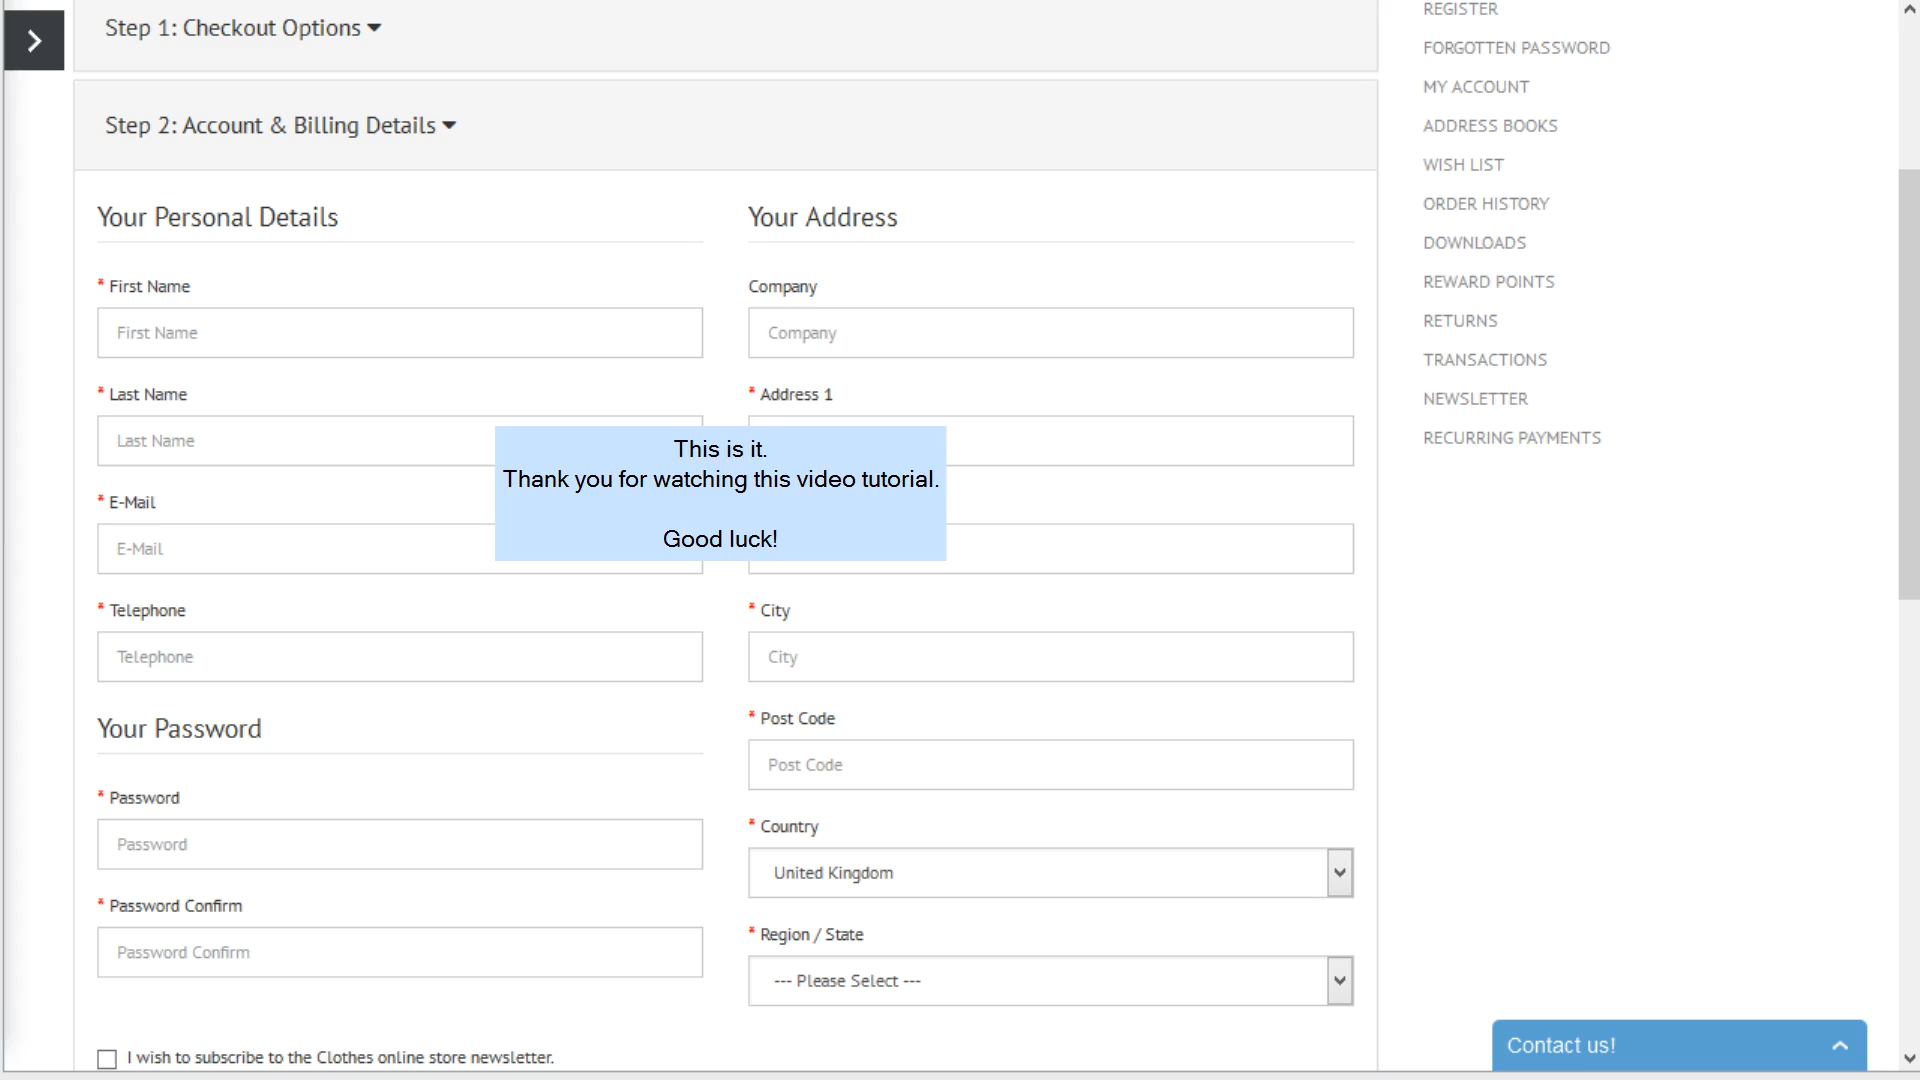 Step 1: Checkout Options
Step 2: Account & Billing Details
Your Personal Details
* First Name
First Name
* Last Name
Last Name
* E-Mail
E-Mail
* Telephone
Telephone
Your Password
* Password
Password
* Password Confirm
Password Confirm
I wish to subscribe to the Clothes online store newsletter.
Your Address
Company
Company
* Address 1
* City
City
* Post Code
Post Code
* Country
United Kingdom
* Region / State
--- Please Select ---
This is it.
Thank you for watching this video tutorial.
Good luck!
REGISTER
FORGOTTEN PASSWORD
MY ACCOUNT
ADDRESS BOOKS
WISH LIST
ORDER HISTORY
DOWNLOADS
REWARD POINTS
RETURNS
TRANSACTIONS
NEWSLETTER
RECURRING PAYMENTS
Contact us!